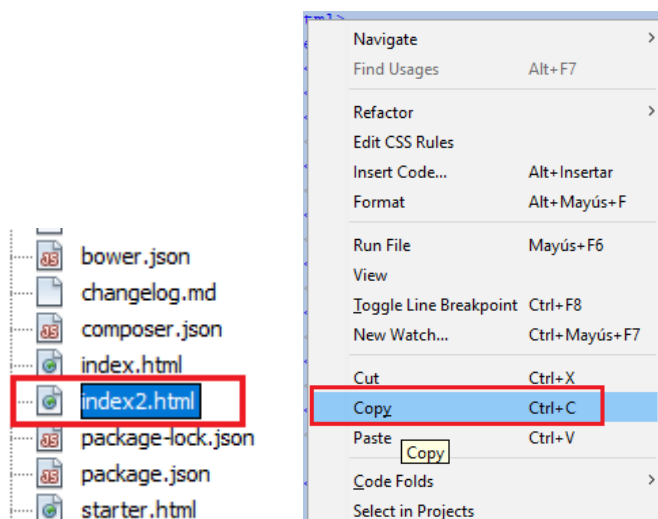 bower.json
changelog.md
composer.json
index.html
index2.html
package-lock.json
package.json
starter.html
Navigate
Find Usages Alt+F7
Refactor
Edit CSS Rules
Insert Code... Alt+Insertar
Format Alt+Mayús+F
Run File Mayús+F6
View
Toggle Line Breakpoint Ctrl+F8
New Watch... Ctrl+Mayús+F7
Cut Ctrl+X
Copy Ctrl+C
Paste Ctrl+V
Copy
Code Folds
Select in Projects